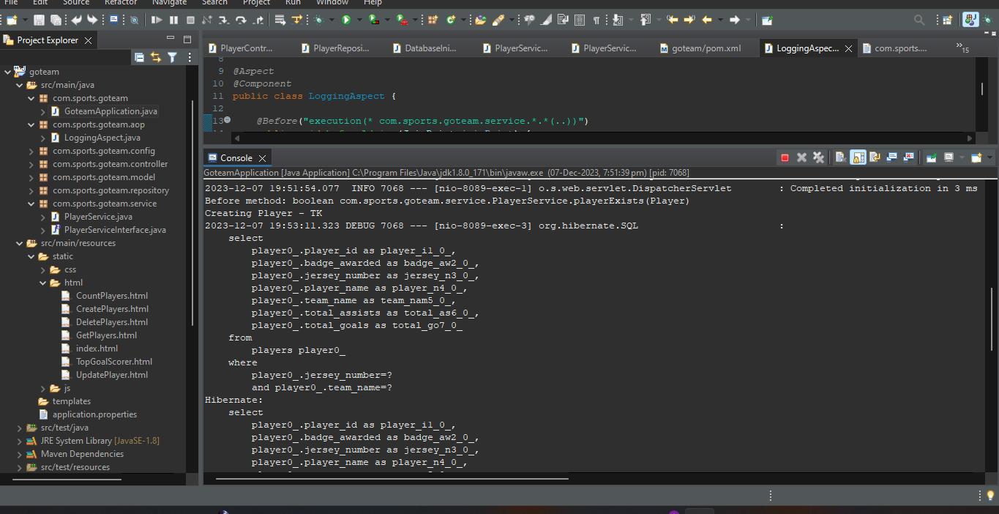 File Edit Source Refactor Navigate Search Project Run Window Help
Project Explorer
goteam
src/main/java
com.sports.goteam
GoteamApplication.java
com.sports.goteam.aop
LoggingAspect.java
com.sports.goteam.config
com.sports.goteam.controller
com.sports.goteam.model
com.sports.goteam.repository
com.sports.goteam.service
PlayerService.java
PlayerServiceInterface.java
src/main/resources
static
css
html
CountPlayers.html
CreatePlayers.html
DeletePlayers.html
GetPlayers.html
index.html
TopGoalScorer.html
UpdatePlayer.html
js
templates
application.properties
src/test/java
JRE System Library [JavaSE-1.8]
Maven Dependencies
src/test/resources
PlayerContr... PlayerReposi... DatabaseIni... PlayerServic... PlayerServic... goteam/pom.xml LoggingAspec... com.sports.... 15
8
9 @Aspect
10 @Component
11 public class LoggingAspect {
12
13 @Before("execution(* com.sports.goteam.service.*.*(..))")
Console
GoteamApplication [Java Application] C:\Program Files\Java\jdk1.8.0_171\bin\javaw.exe (07-Dec-2023, 7:51:39 pm) [pid: 7068]
2023-12-07 19:51:54.077  INFO 7068 --- [nio-8089-exec-1] o.s.web.servlet.DispatcherServlet        : Completed initialization in 3 ms
Before method: boolean com.sports.goteam.service.PlayerService.playerExists(Player)
Creating Player - TK
2023-12-07 19:53:11.323 DEBUG 7068 --- [nio-8089-exec-3] org.hibernate.SQL                        :
select
player0_.player_id as player_i1_0_,
player0_.badge_awarded as badge_aw2_0_,
player0_.jersey_number as jersey_n3_0_,
player0_.player_name as player_n4_0_,
player0_.team_name as team_nam5_0_,
player0_.total_assists as total_as6_0_,
player0_.total_goals as total_go7_0_
from
players player0_
where
player0_.jersey_number=?
and player0_.team_name=?
Hibernate:
select
player0_.player_id as player_i1_0_,
player0_.badge_awarded as badge_aw2_0_,
player0_.jersey_number as jersey_n3_0_,
player0_.player_name as player_n4_0_,